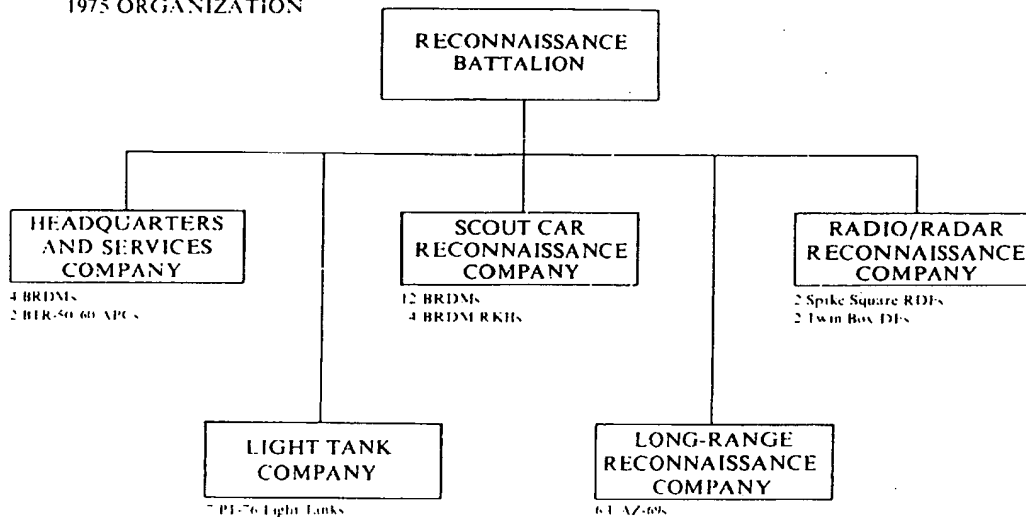 1975 ORGANIZATION
RECONNAISSANCE
BATTALION
HEADQUARTERS
AND SERVICES
COMPANY
4 BRDMs
2 BTR-50/60 APCs
SCOUT CAR
RECONNAISSANCE
COMPANY
12 BRDMs
4 BRDM RKHs
RADIO/RADAR
RECONNAISSANCE
COMPANY
2 Spike Square RDFs
2 Twin Box DFs
LIGHT TANK
COMPANY
7 PT-76 Light Tanks
LONG-RANGE
RECONNAISSANCE
COMPANY
6 UAZ-69s